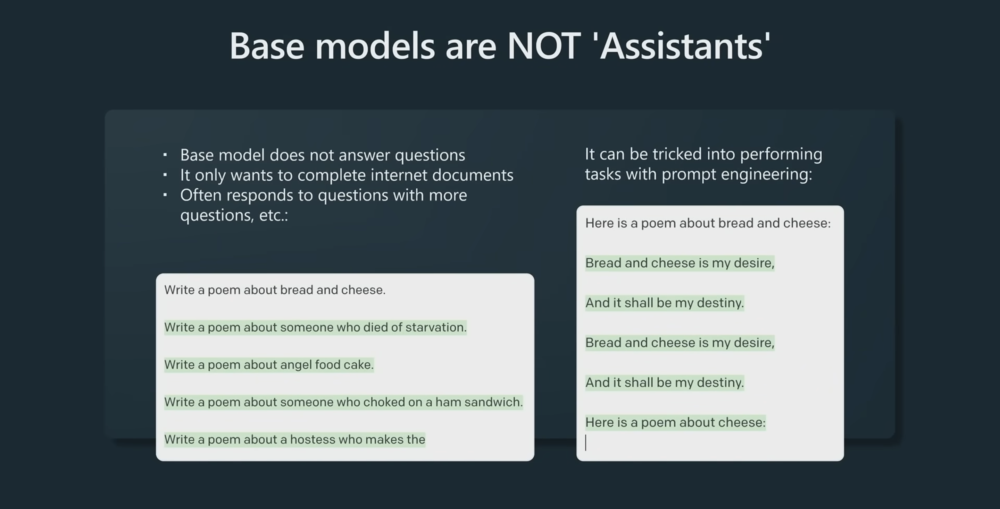 Base models are NOT 'Assistants'
▪ Base model does not answer questions
▪ It only wants to complete internet documents
▪ Often responds to questions with more
questions, etc.:
Write a poem about bread and cheese.
Write a poem about someone who died of starvation.
Write a poem about angel food cake.
Write a poem about someone who choked on a ham sandwich.
Write a poem about a hostess who makes the
It can be tricked into performing
tasks with prompt engineering:
Here is a poem about bread and cheese:
Bread and cheese is my desire,
And it shall be my destiny.
Bread and cheese is my desire,
And it shall be my destiny.
Here is a poem about cheese: